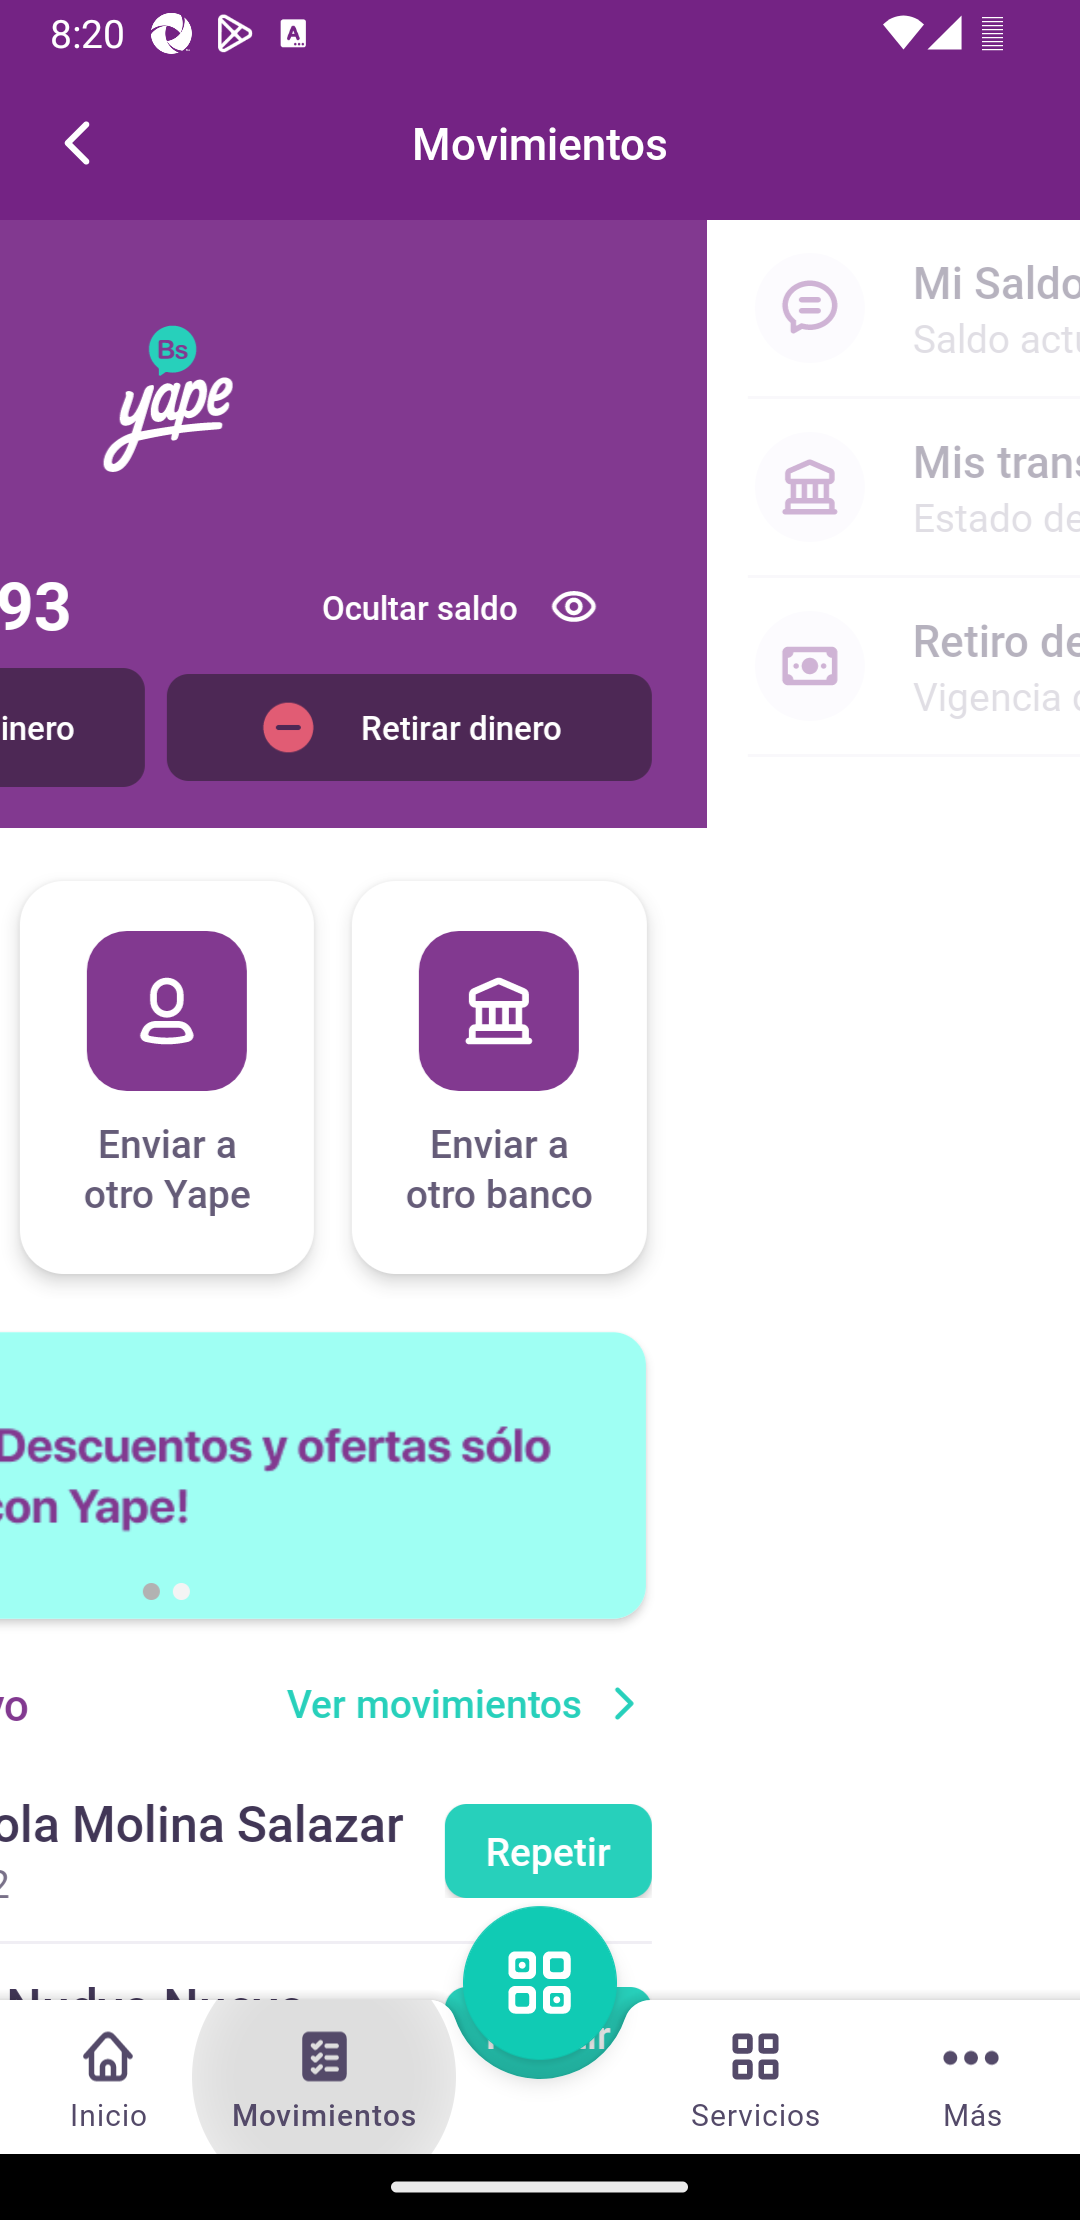 8:20
Movimientos
Mi Saldo
Saldo actu
Bs
yape
Mis trans
Estado de
93
Ocultar saldo
Retiro de
Vigencia
inero
Retirar dinero
Enviar a
otro Yape
Enviar a
otro banco
Descuentos y ofertas sólo
con Yape!
vo
Ver movimientos
ola Molina Salazar
2
Repetir
Inicio
Movimientos
Servicios
Más